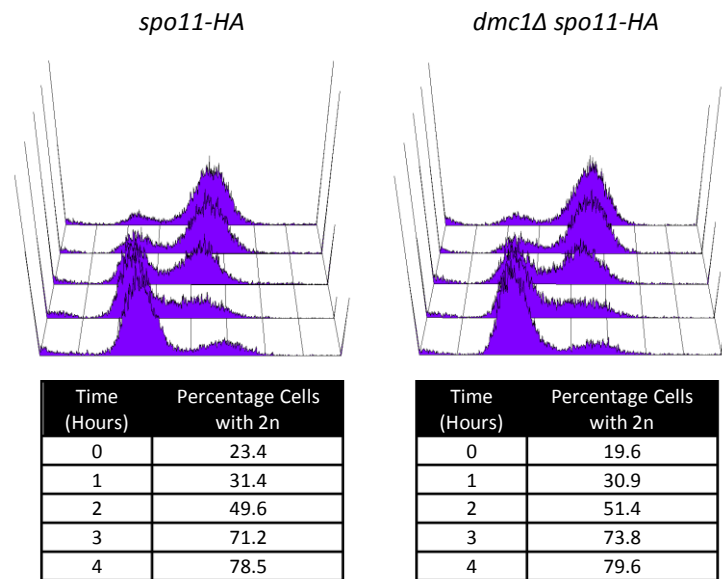 spo11-HA
dmc1Δ spo11-HA
Time (Hours) Percentage Cells with 2n
0 23.4
1 31.4
2 49.6
3 71.2
4 78.5
Time (Hours) Percentage Cells with 2n
0 19.6
1 30.9
2 51.4
3 73.8
4 79.6